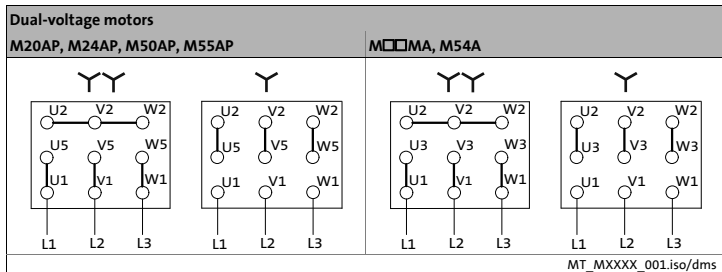 Dual-voltage motors
M20AP, M24AP, M50AP, M55AP
M□□MA, M54A
U2 V2 W2
U5 V5 W5
U1 V1 W1
L1 L2 L3
U2 V2 W2
U5 V5 W5
U1 V1 W1
L1 L2 L3
U2 V2 W2
U3 V3 W3
U1 V1 W1
L1 L2 L3
U2 V2 W2
U3 V3 W3
U1 V1 W1
L1 L2 L3
MT_MXXXX_001.iso/dms